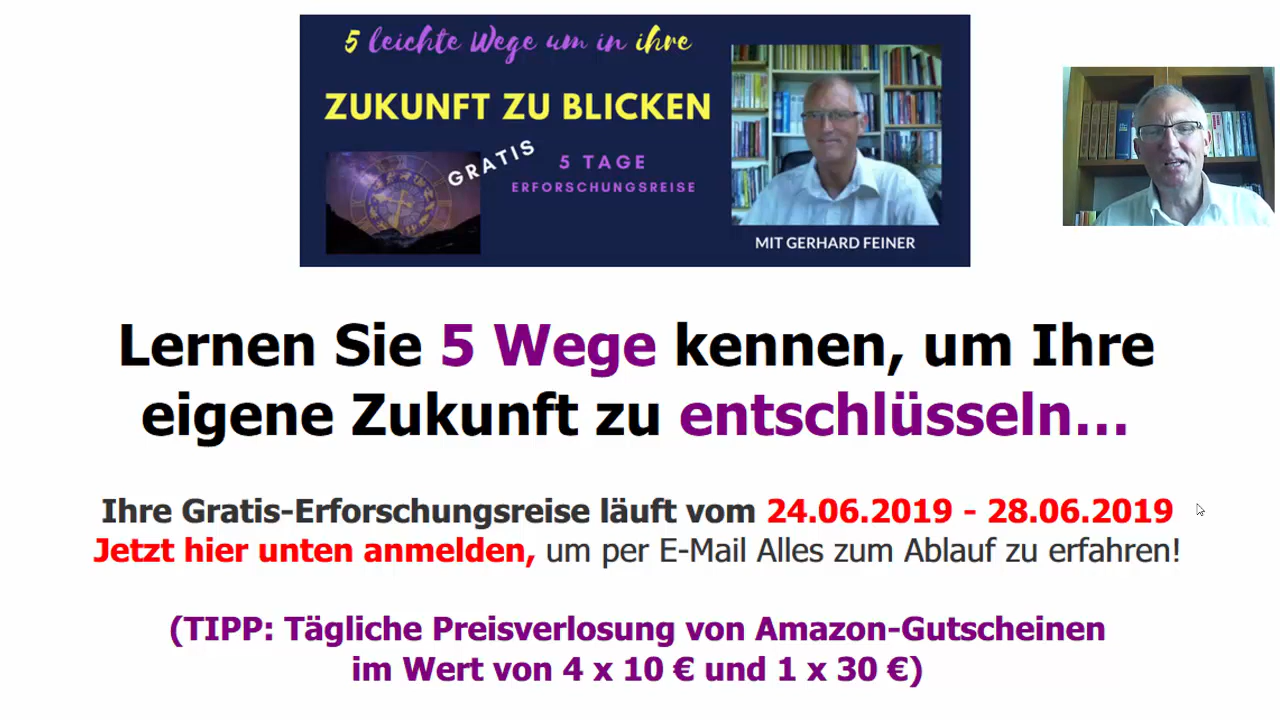 5 leichte Wege um in ihre
ZUKUNFT ZU BLICKEN
GRATIS
5 TAGE
ERFORSCHUNGSREISE
MIT GERHARD FEINER
Lernen Sie 5 Wege kennen, um Ihre
eigene Zukunft zu entschlüsseln...
Ihre Gratis-Erforschungsreise läuft vom 24.06.2019 - 28.06.2019
Jetzt hier unten anmelden, um per E-Mail Alles zum Ablauf zu erfahren!
(TIPP: Tägliche Preisverlosung von Amazon-Gutscheinen
im Wert von 4 x 10 € und 1 x 30 €)